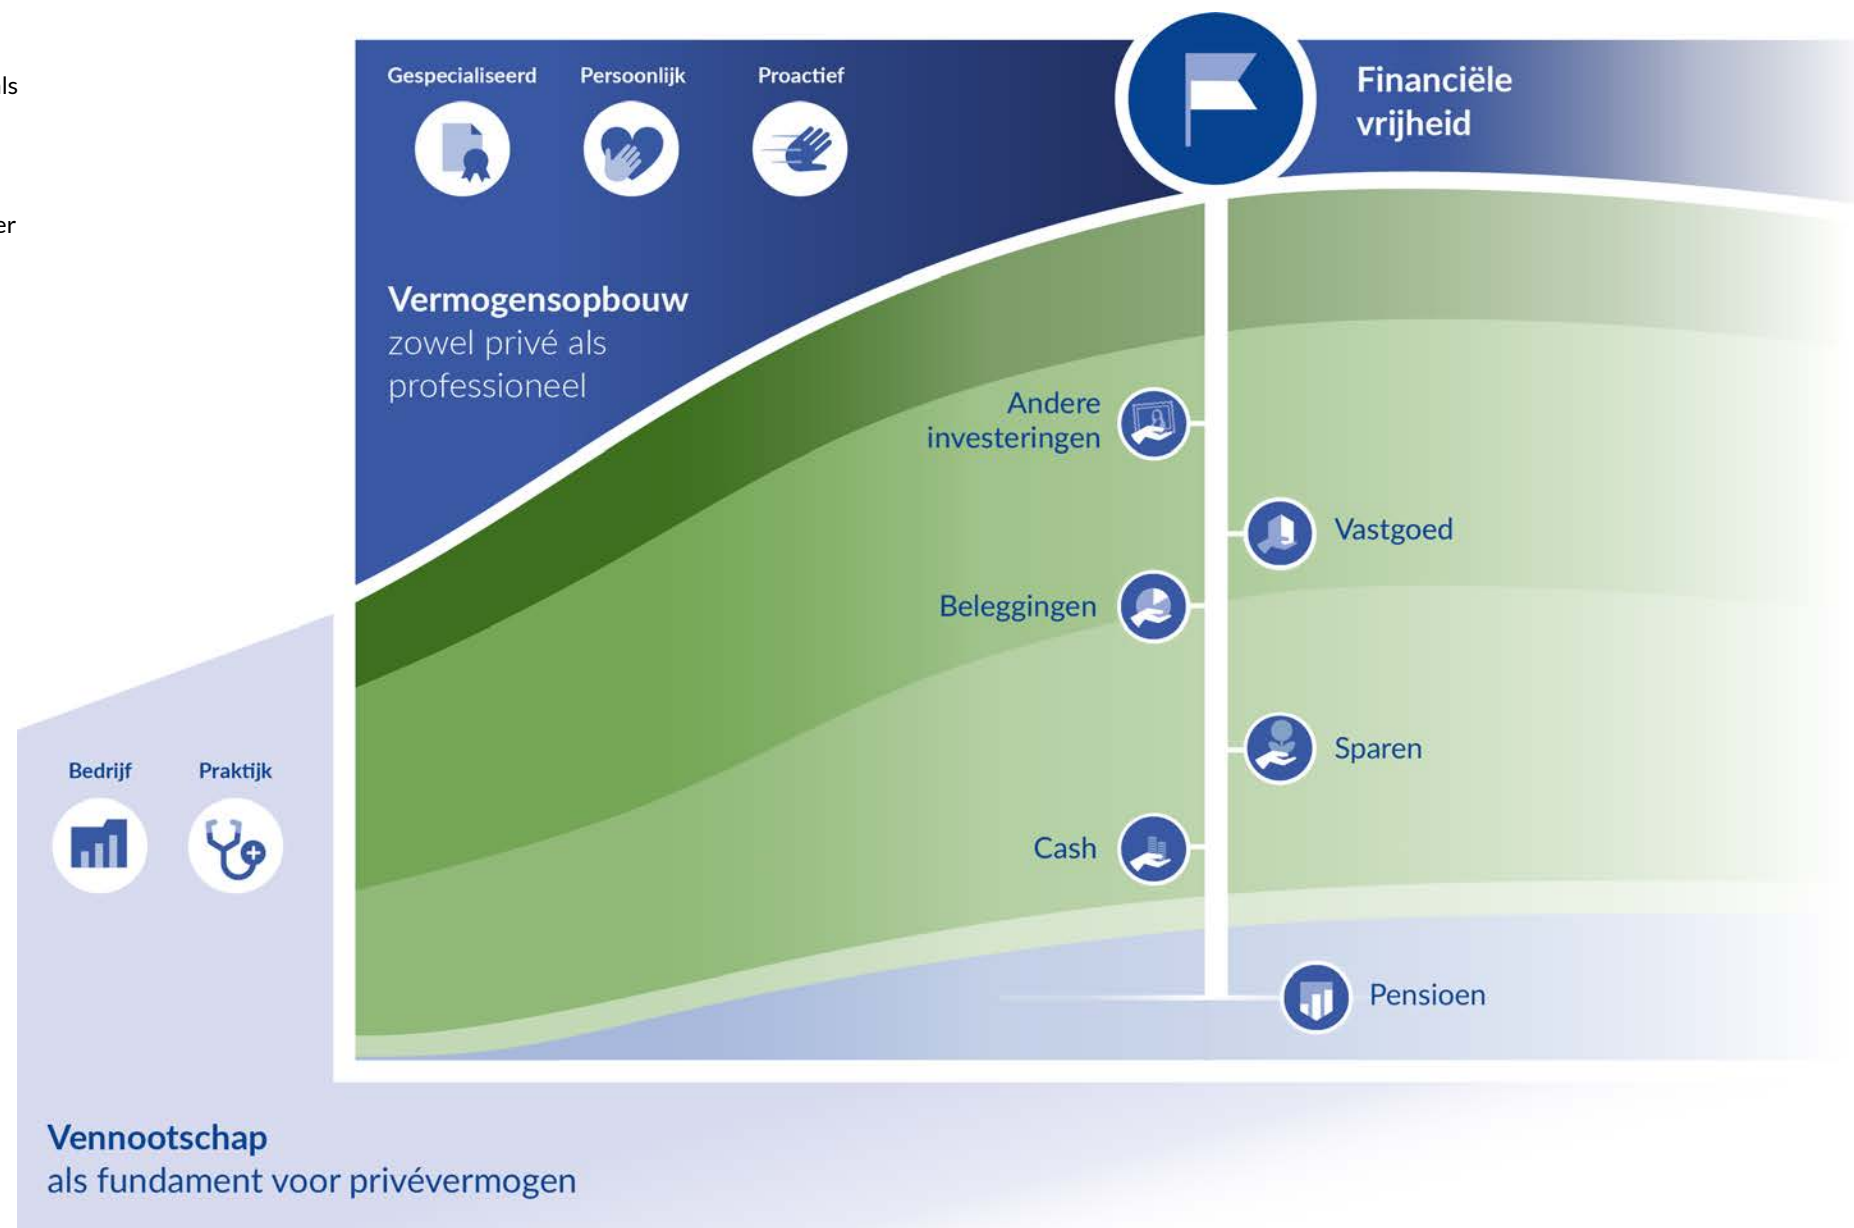 Gespecialiseerd
Persoonlijk
Proactief
Financiële
vrijheid
Vermogensopbouw
zowel privé als
professioneel
Andere
investeringen
Vastgoed
Beleggingen
Sparen
Cash
Pensioen
Bedrijf
Praktijk
Vennootschap
als fundament voor privévermogen